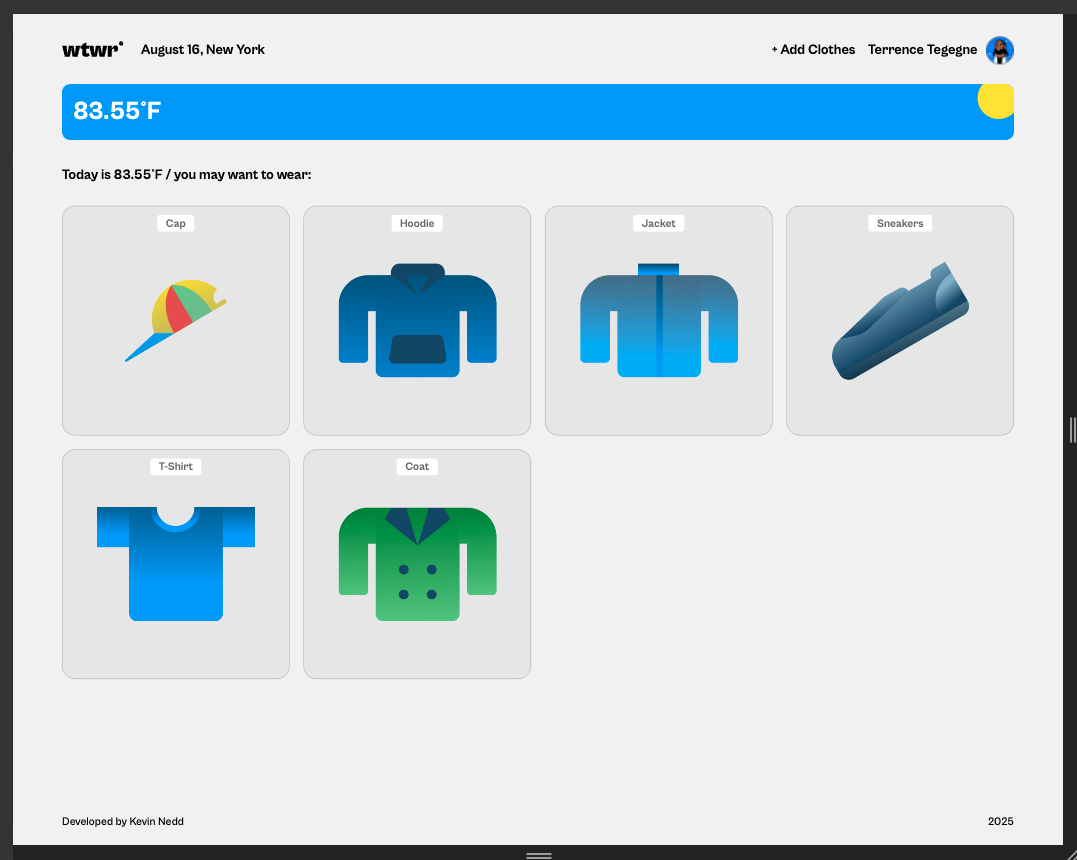 wtwr°
August 16, New York
+ Add Clothes
Terrence Tegegne
83.55°F
Today is 83.55°F / you may want to wear:
Cap
Hoodie
Jacket
Sneakers
T-Shirt
Coat
Developed by Kevin Nedd
2025